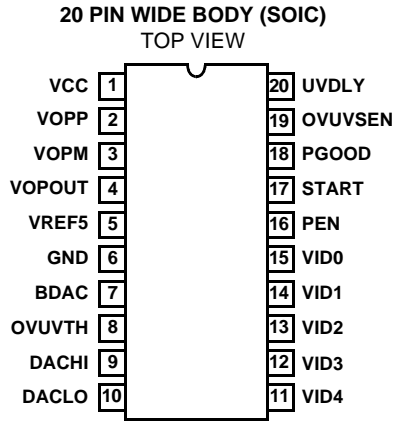 20 PIN WIDE BODY (SOIC)
TOP VIEW
VCC 1 20 UVDLY
VOPP 2 19 OVUVSEN
VOPM 3 18 PGOOD
VOPOUT 4 17 START
VREF5 5 16 PEN
GND 6 15 VID0
BDAC 7 14 VID1
OVUVTH 8 13 VID2
DACHI 9 12 VID3
DACLO 10 11 VID4